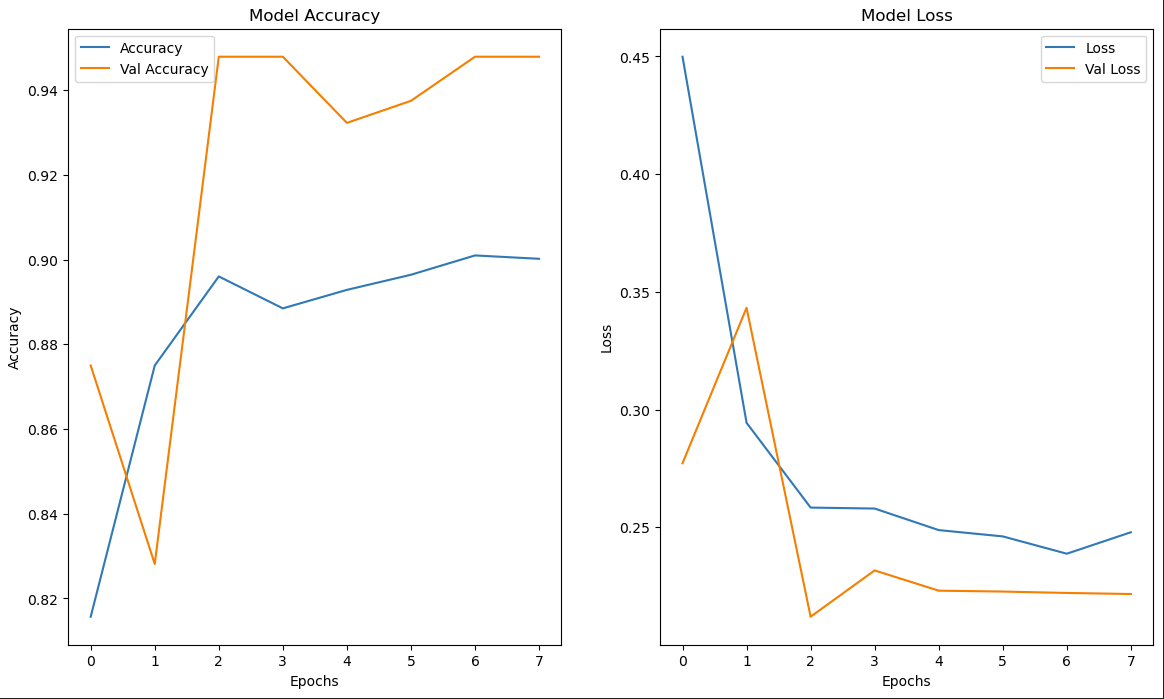 Model Accuracy
Accuracy
Val Accuracy
0.94
0.92
0.90
0.88
0.86
0.84
0.82
Accuracy
0 1 2 3 4 5 6 7
Epochs
Model Loss
Loss
Val Loss
0.45
0.40
0.35
0.30
0.25
Loss
0 1 2 3 4 5 6 7
Epochs